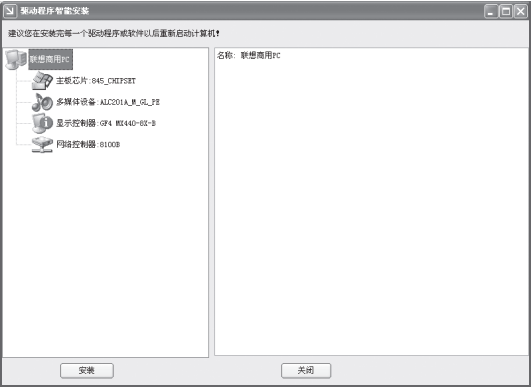 驱动程序智能安装
建议您在安装完每一个驱动程序或软件以后重新启动计算机!
联想商用PC
主板芯片:845_CHIPSET
多媒体设备:ALC201A_M_GL_PE
显示控制器:GF4 MX440-8X-B
网络控制器:8100B
名称: 联想商用PC
安装
关闭